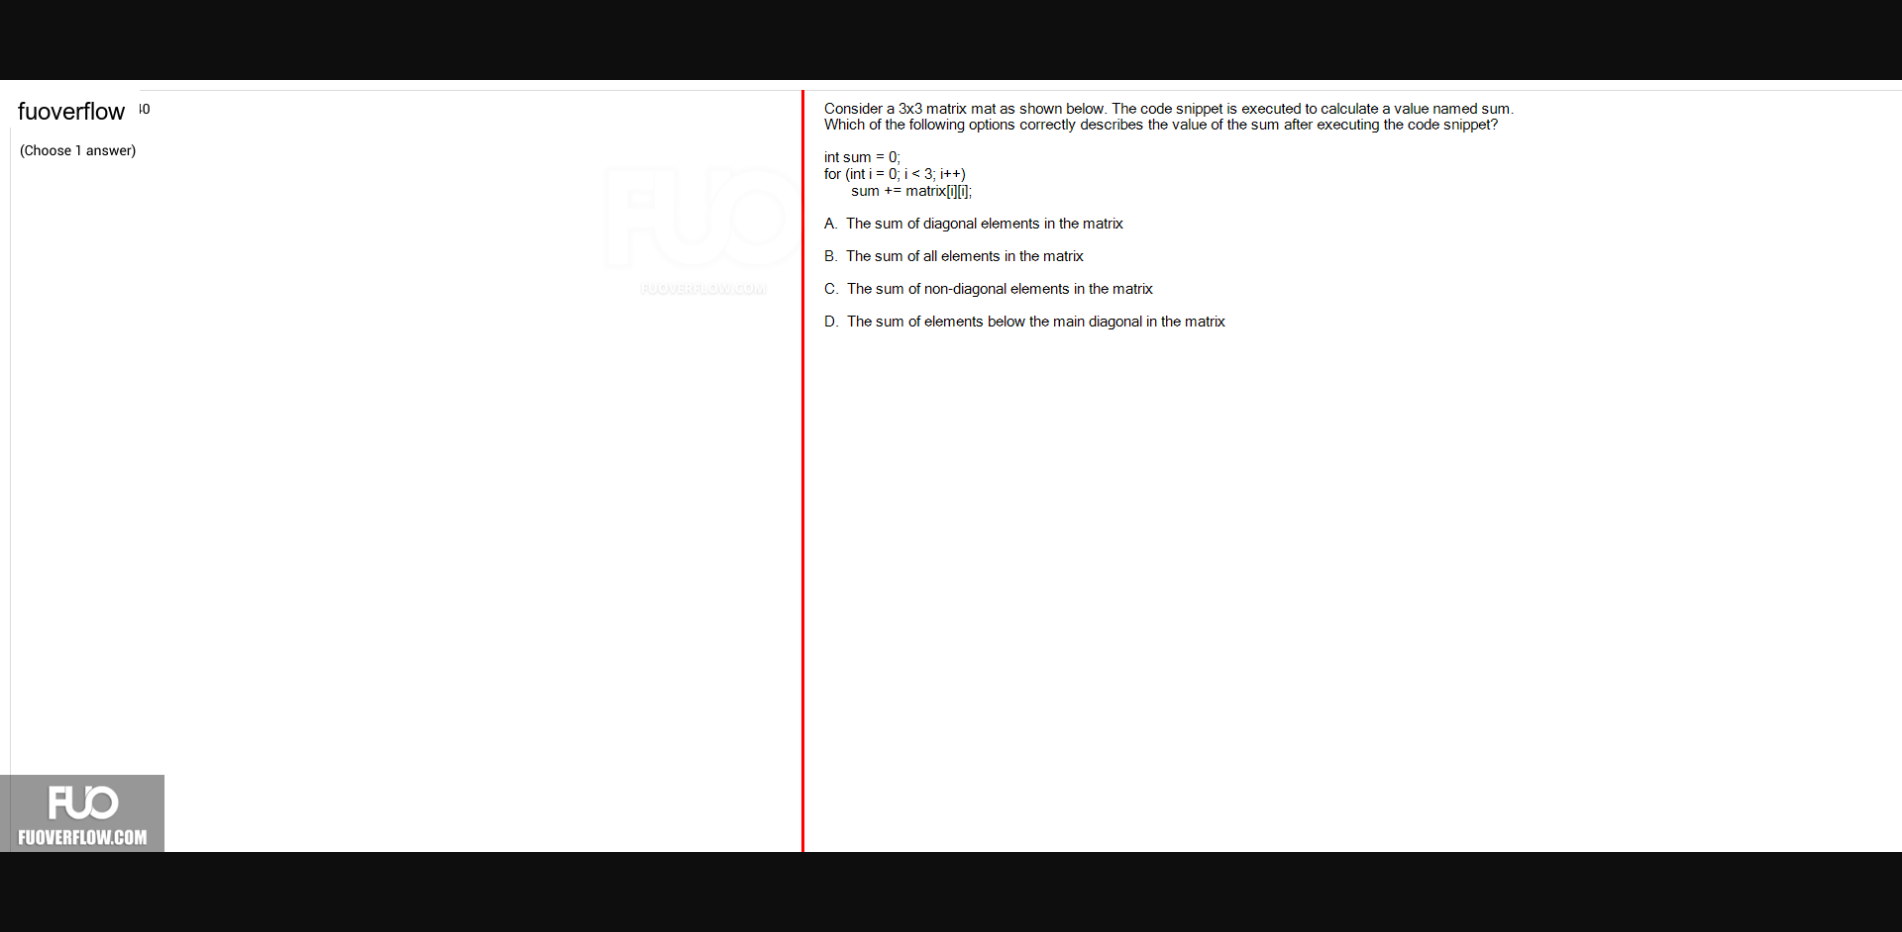 fuoverflow
(Choose 1 answer)
FUO
FUOVERFLOW.COM
Consider a 3x3 matrix mat as shown below. The code snippet is executed to calculate a value named sum.
Which of the following options correctly describes the value of the sum after executing the code snippet?
int sum = 0;
for (int i = 0; i < 3; i++)
sum += matrix[i][i];
A. The sum of diagonal elements in the matrix
B. The sum of all elements in the matrix
C. The sum of non-diagonal elements in the matrix
D. The sum of elements below the main diagonal in the matrix
FUO
FUOVERFLOW.COM